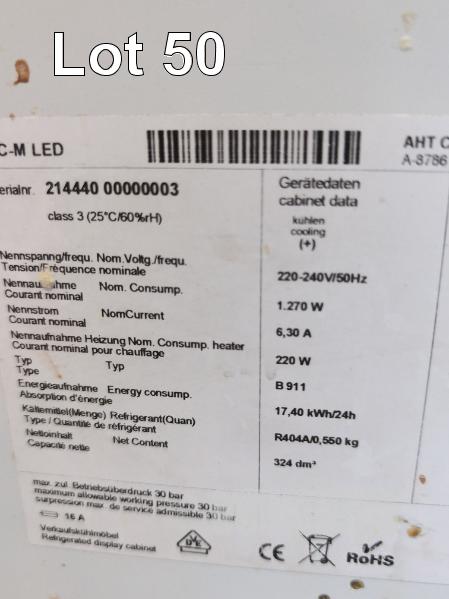 Lot 50
C-M LED
AHT C
A-8786
erialnr. 214440 00000003
class 3 (25°C/60%rH)
Gerätedaten
cabinet data
kühlen
cooling
(+)
Nennspanng/frequ. Nom.Voltg./frequ.
Tension/Fréquence nominale
220-240V/50Hz
Nom. Consump.
Courant nominal
1.270 W
Nennstrom NomCurrent
Courant nominal
6,30 A
Nennaufnahme Heizung Nom. Consump. heater
Courant nominal pour chauffage
220 W
Typ Typ
Type
B 911
Energieaufnahme Energy consump.
Absorption d'énergie
17,40 kWh/24h
Kältemittel(Menge) Refrigerant(Quan)
Type / Quantité de réfrigérant
R404A/0,550 kg
Nettoinhalt Net Content
Capacité nette
324 dm³
max. zul. Betriebsüberdruck 30 bar
maximum allowable working pressure 30 bar
surpression max. de service admissible 30 bar
16 A
Verkaufskühlmöbel
Refrigerated display cabinet
CE
RoHS